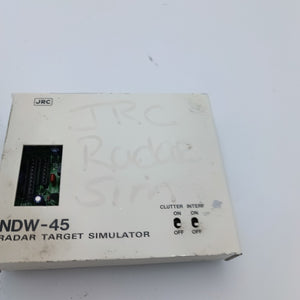 JRC
JRC
Radar
Sim
CLUTTER INTERF
ON ON
OFF OFF
NDW-45
RADAR TARGET SIMULATOR